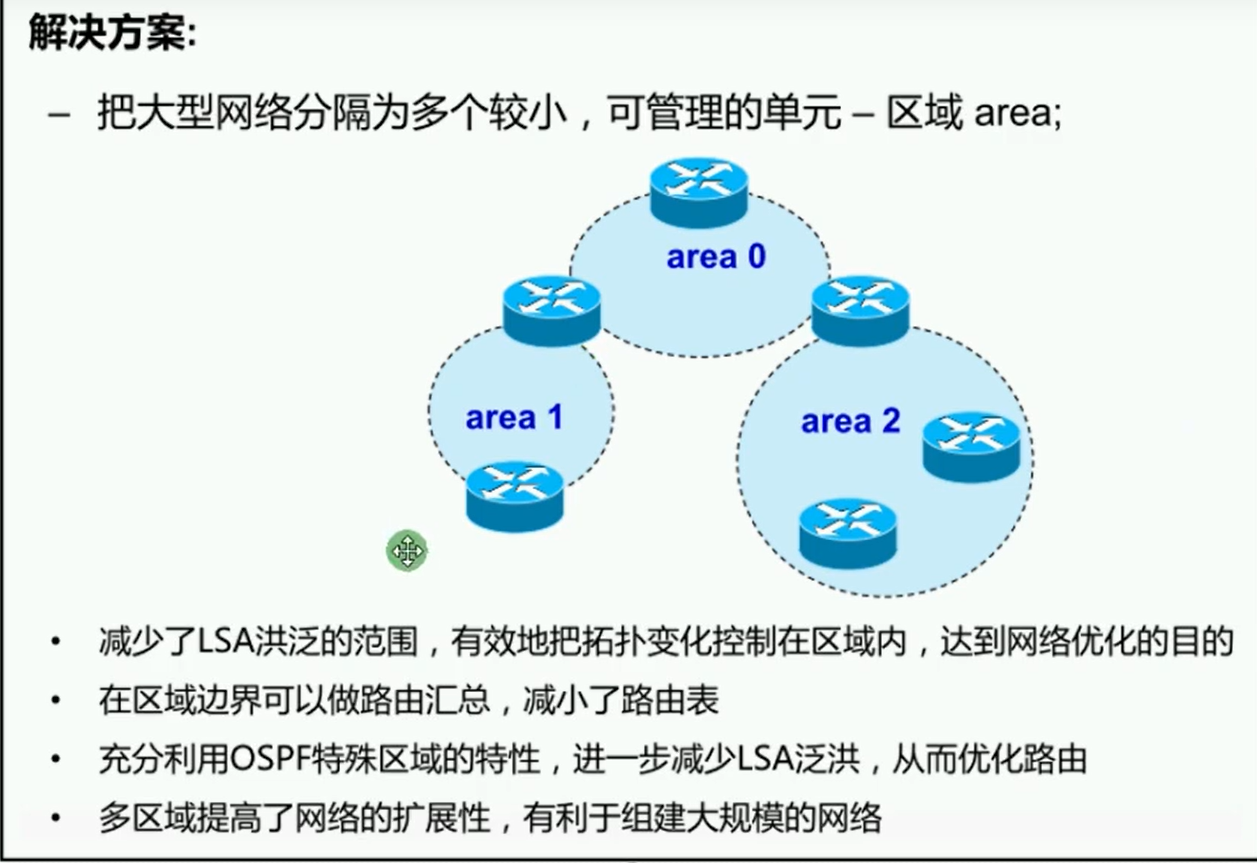 解决方案:
– 把大型网络分隔为多个较小，可管理的单元 – 区域 area;
area 0
area 1
area 2
• 减少了LSA洪泛的范围，有效地把拓扑变化控制在区域内，达到网络优化的目的
• 在区域边界可以做路由汇总，减小了路由表
• 充分利用OSPF特殊区域的特性，进一步减少LSA泛洪，从而优化路由
• 多区域提高了网络的扩展性，有利于组建大规模的网络